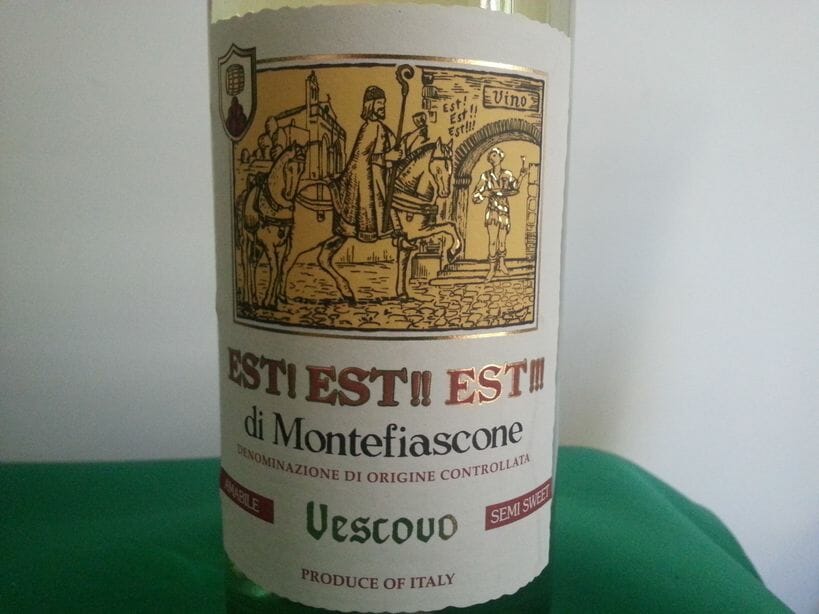 Vino
Est!
Est!!
Est!!!
EST! EST!! EST!!!
di Montefiascone
DENOMINAZIONE DI ORIGINE CONTROLLATA
AMABILE
Vescovo
SEMI SWEET
PRODUCE OF ITALY